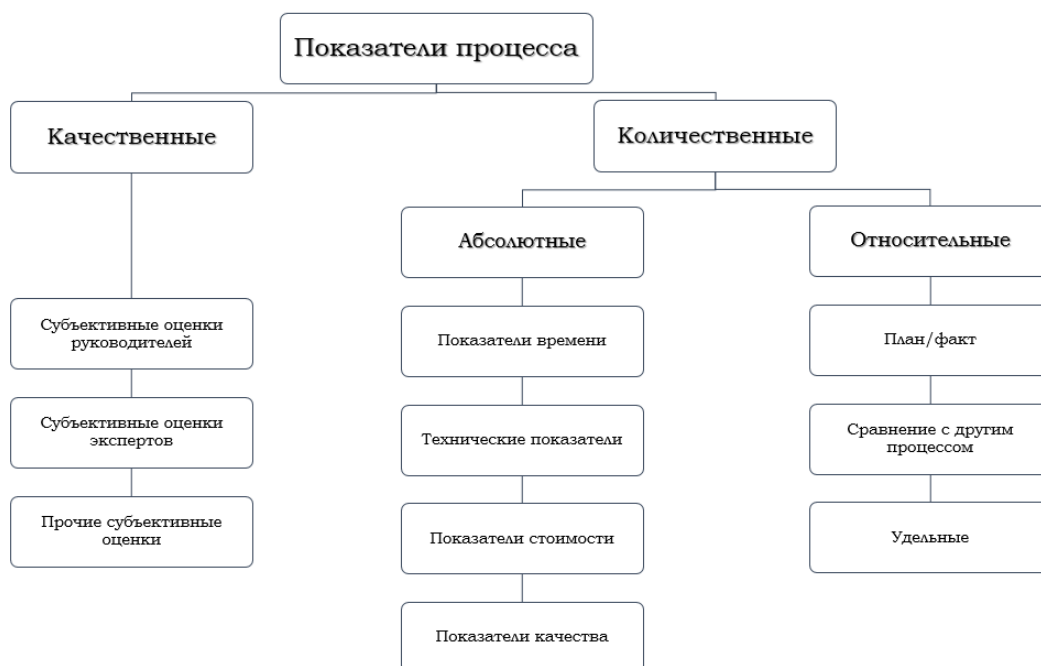 Показатели процесса
Качественные
Количественные
Абсолютные
Относительные
Субъективные оценки
руководителей
Показатели времени
План/факт
Субъективные оценки
экспертов
Технические показатели
Сравнение с другим
процессом
Прочие субъективные
оценки
Показатели стоимости
Удельные
Показатели качества